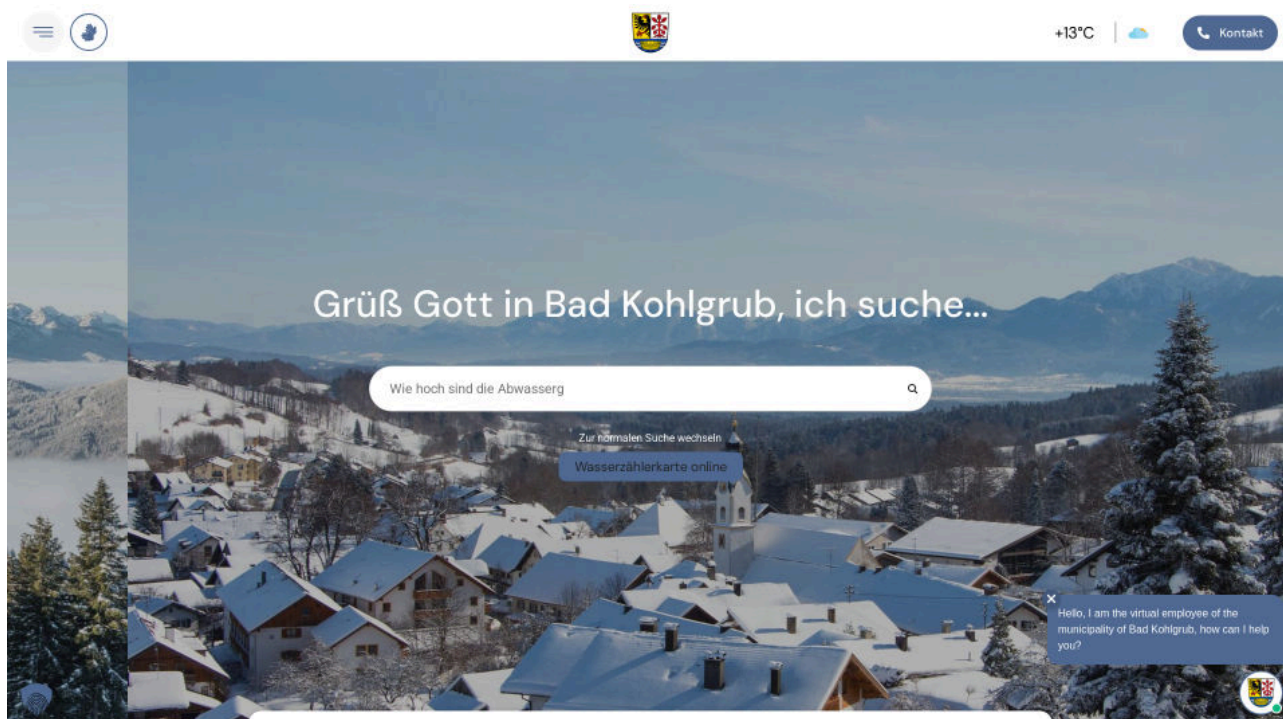 +13°C
Kontakt
Grüß Gott in Bad Kohlgrub, ich suche...
Wie hoch sind die Abwasserg
Zur normalen Suche wechseln
Wasserzählerkarte online
Hello, I am the virtual employee of the
municipality of Bad Kohlgrub, how can I help
you?